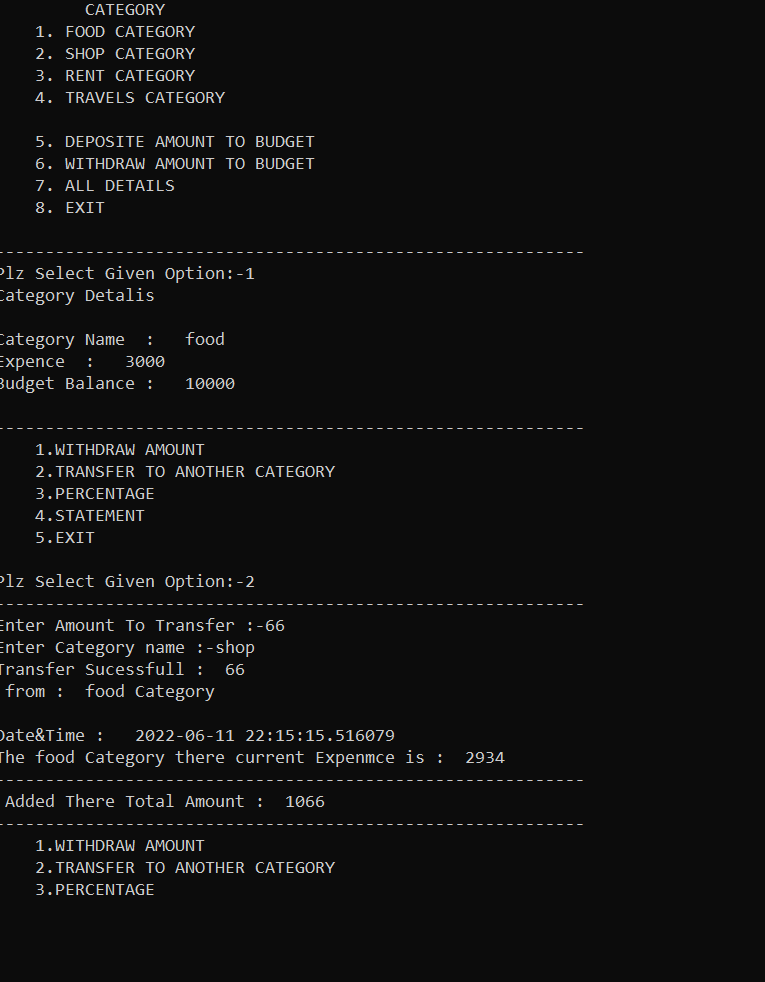 CATEGORY
1. FOOD CATEGORY
2. SHOP CATEGORY
3. RENT CATEGORY
4. TRAVELS CATEGORY
5. DEPOSITE AMOUNT TO BUDGET
6. WITHDRAW AMOUNT TO BUDGET
7. ALL DETAILS
8. EXIT
-----------------------------------------------------------
Plz Select Given Option:-1
Category Detalis
Category Name  :   food
Expence  :   3000
Budget Balance :   10000
-----------------------------------------------------------
1.WITHDRAW AMOUNT
2.TRANSFER TO ANOTHER CATEGORY
3.PERCENTAGE
4.STATEMENT
5.EXIT
Plz Select Given Option:-2
-----------------------------------------------------------
Enter Amount To Transfer :-66
Enter Category name :-shop
Transfer Sucessfull :  66
from :  food Category
Date&Time :   2022-06-11 22:15:15.516079
The food Category there current Expenmce is :  2934
-----------------------------------------------------------
Added There Total Amount :  1066
-----------------------------------------------------------
1.WITHDRAW AMOUNT
2.TRANSFER TO ANOTHER CATEGORY
3.PERCENTAGE